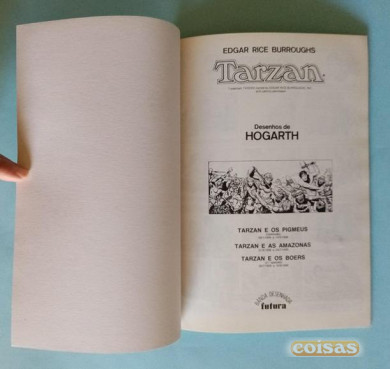 EDGAR RICE BURROUGHS
Tarzan
Desenhos de
HOGARTH
TARZAN E OS PIGMEUS
TARZAN E AS AMAZONAS
TARZAN E OS BOERS
futura
coisas